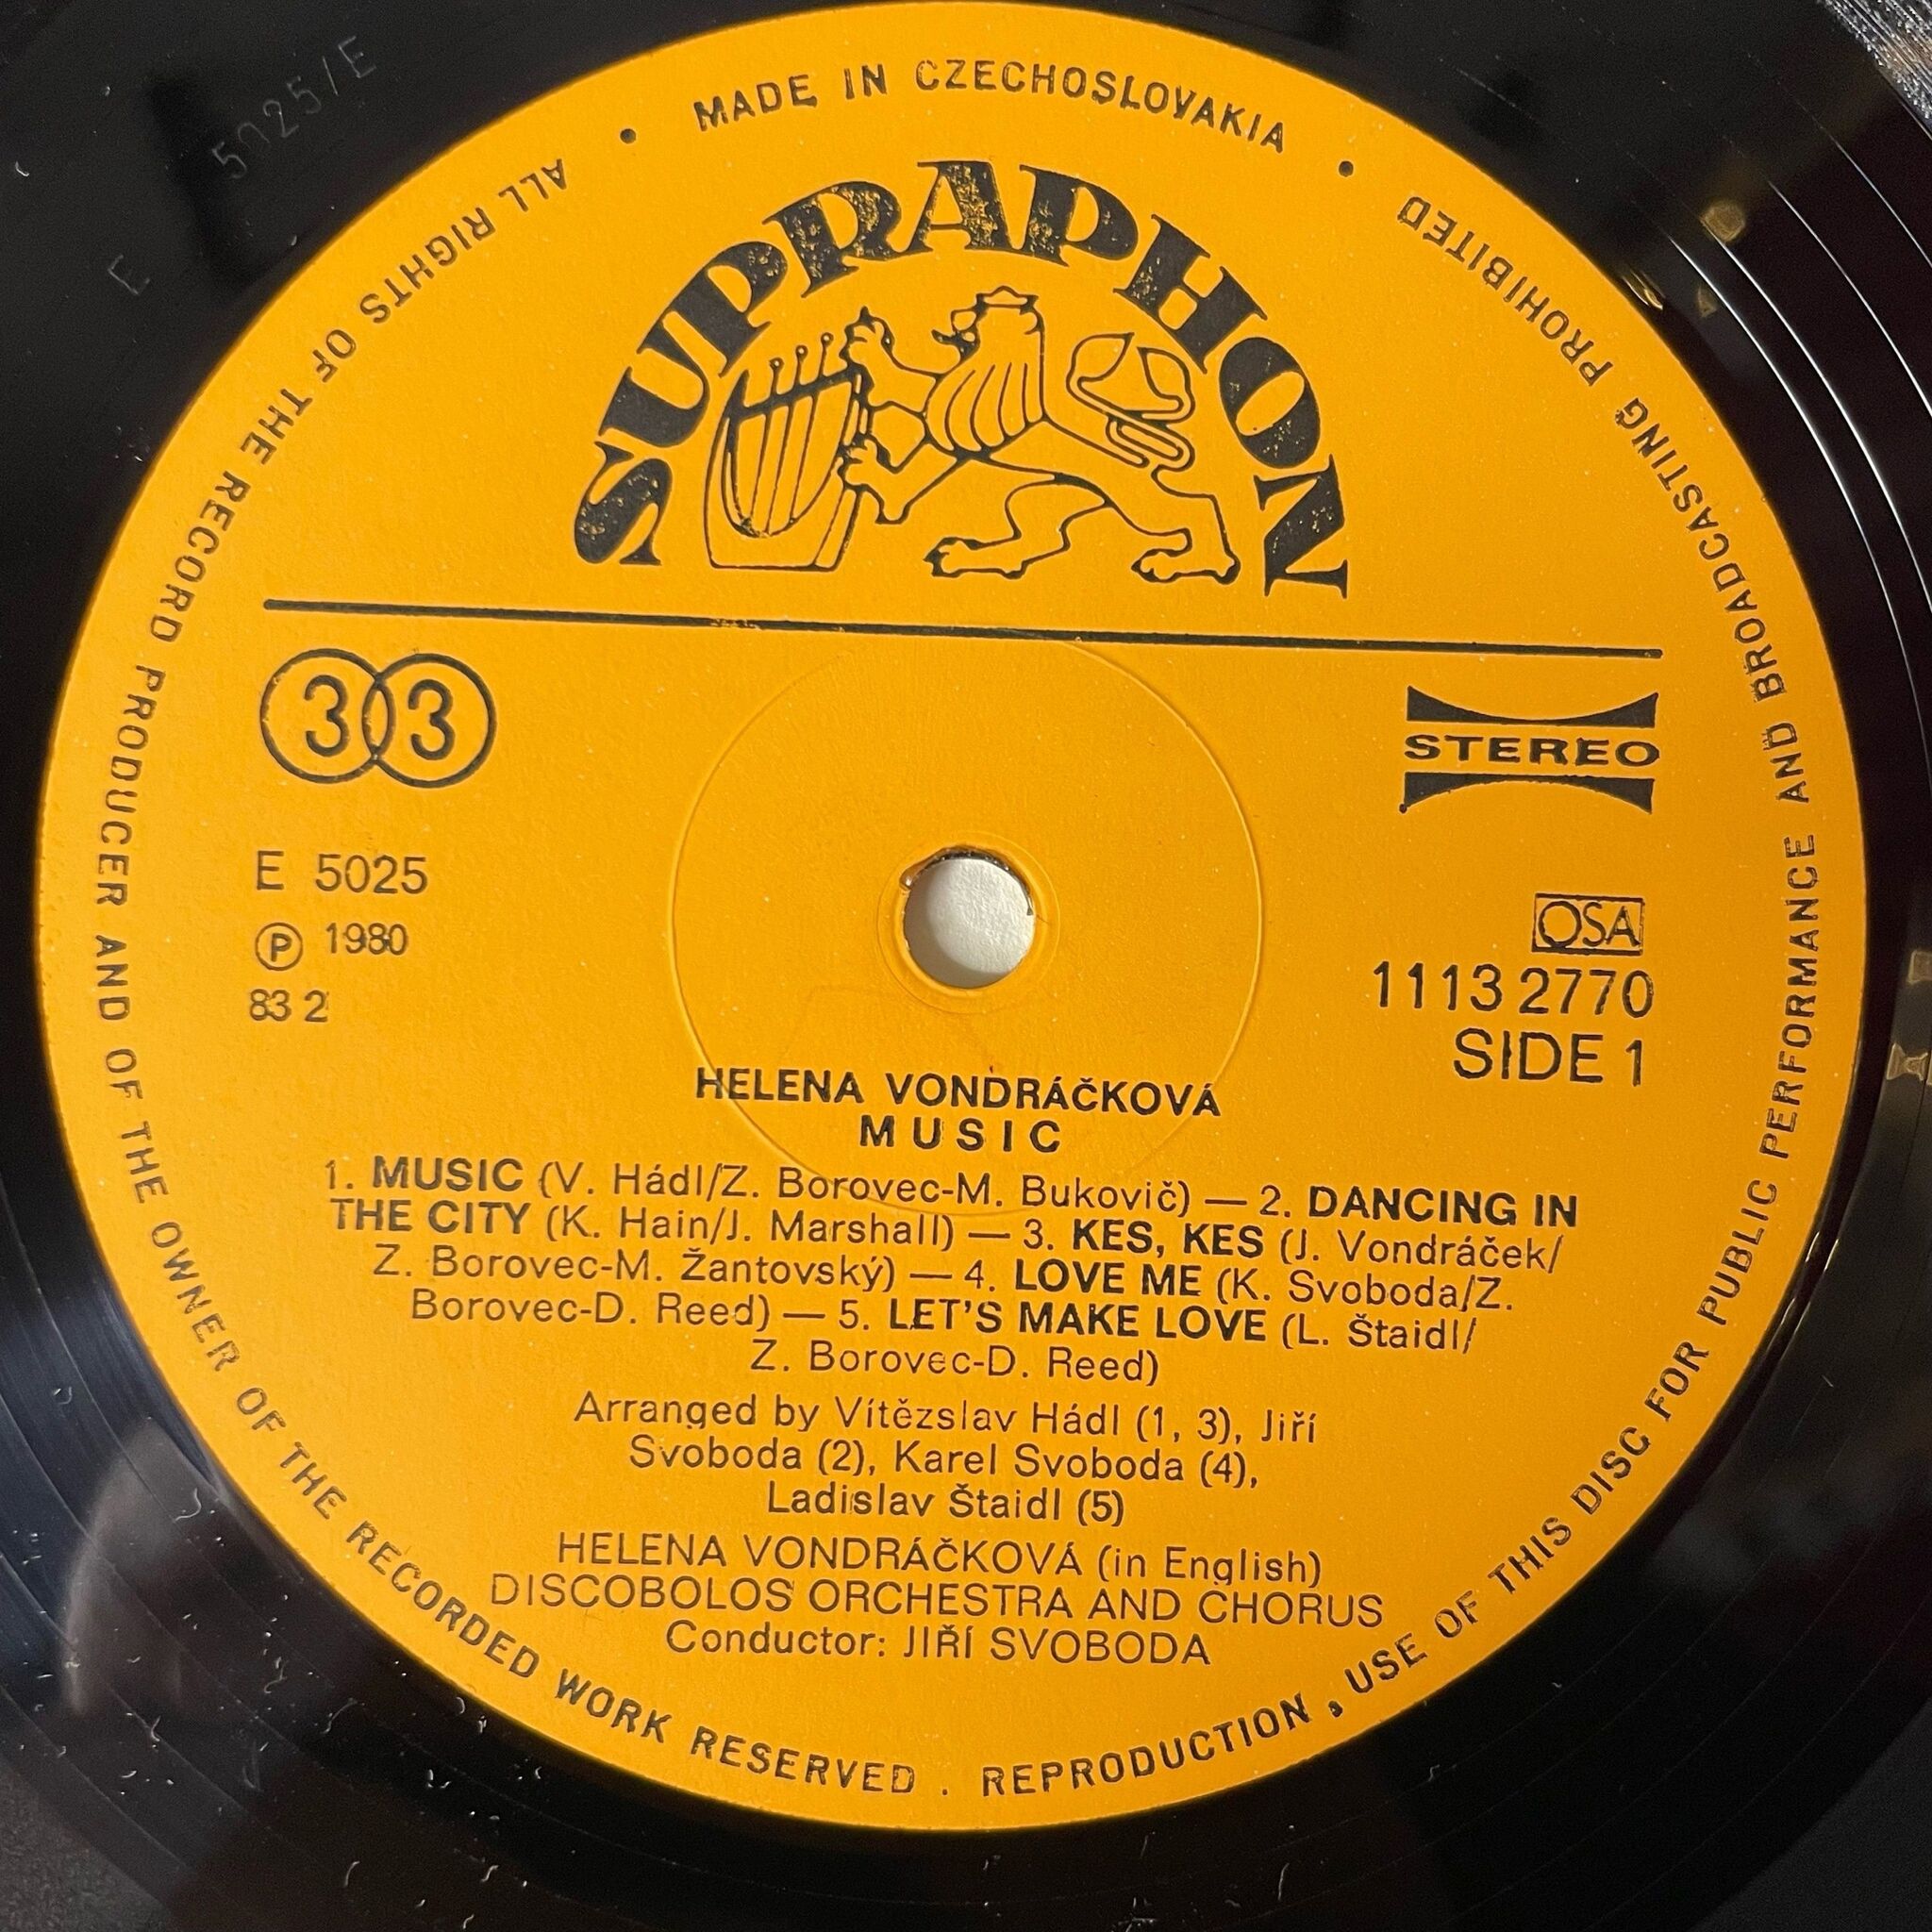 MADE IN CZECHOSLOVAKIA
SUPRAPHON
33
STEREO
E 5025
Ⓟ 1980
83 2
OSA
1113 2770
SIDE 1
HELENA VONDRÁČKOVÁ
MUSIC
1. MUSIC (V. Hádl/Z. Borovec-M. Bukovič) — 2. DANCING IN
THE CITY (K. Hain/J. Marshall) — 3. KES, KES (J. Vondráček/
Z. Borovec-M. Žantovský) — 4. LOVE ME (K. Svoboda/Z.
Borovec-D. Reed) — 5. LET'S MAKE LOVE (L. Štaidl/
Z. Borovec-D. Reed)
Arranged by Vítězslav Hádl (1, 3), Jiří
Svoboda (2), Karel Svoboda (4),
Ladislav Štaidl (5)
HELENA VONDRÁČKOVÁ (in English)
DISCOBOLOS ORCHESTRA AND CHORUS
Conductor: JIŘÍ SVOBODA
ALL RIGHTS OF THE RECORD PRODUCER AND OF THE OWNER OF THE RECORDED WORK RESERVED . REPRODUCTION , USE OF THIS DISC FOR PUBLIC PERFORMANCE AND BROADCASTING PROHIBITED
5025/E
E